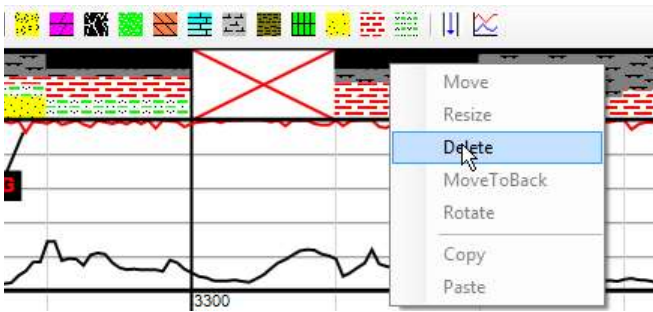 Move
Resize
Delete
MoveToBack
Rotate
Copy
Paste
G
3300